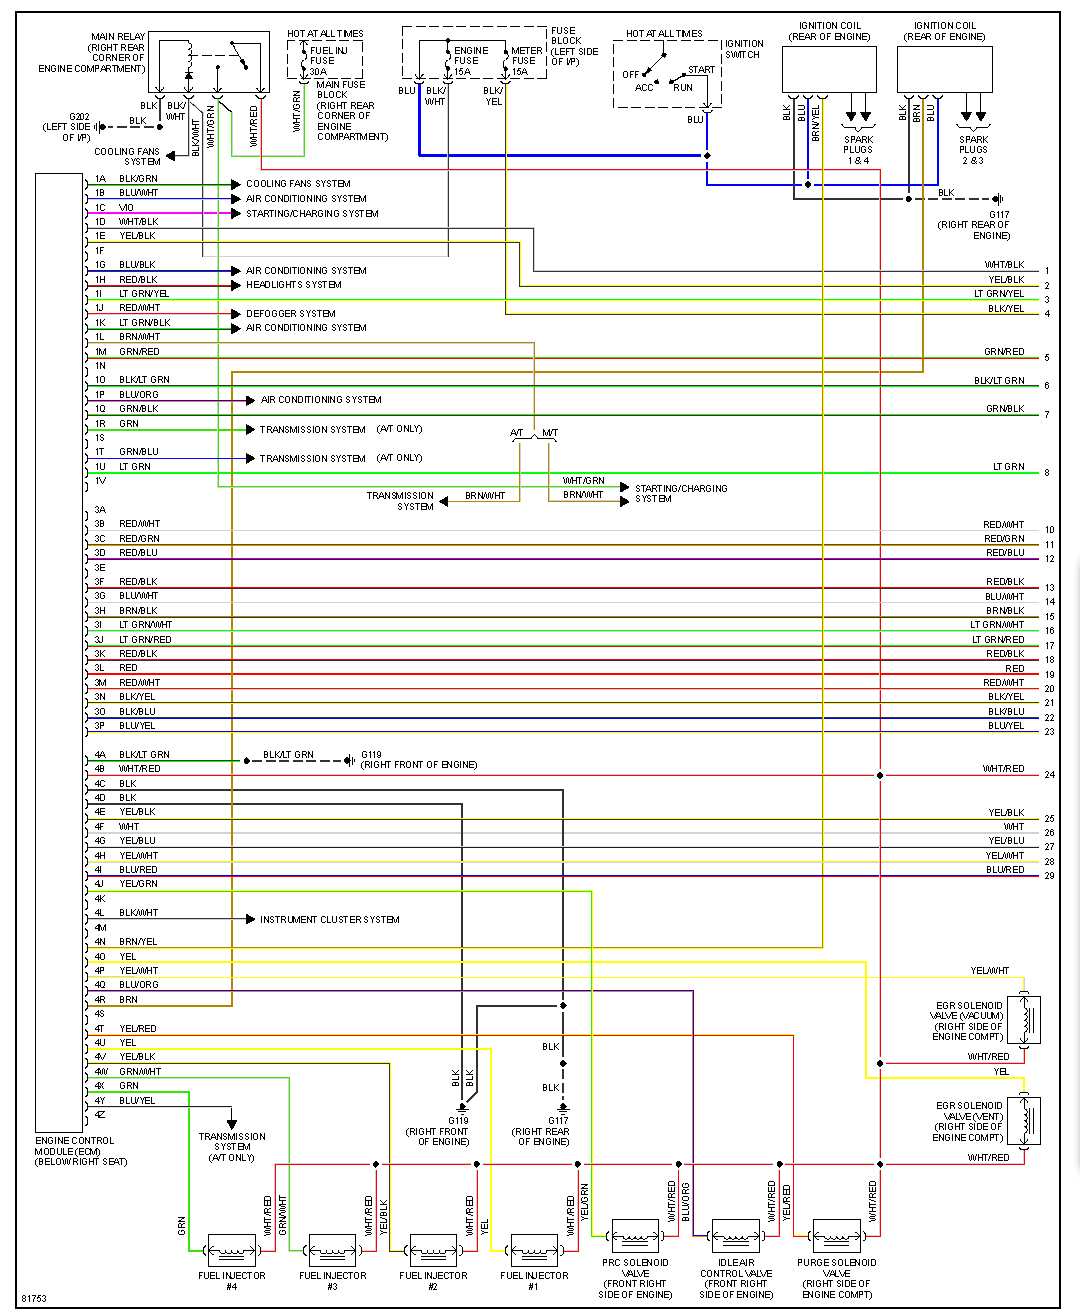 MAIN RELAY
(RIGHT REAR
CORNER OF
ENGINE COMPARTMENT)
HOT AT ALL TIMES
FUEL INJ
FUSE
30A
MAIN FUSE
BLOCK
(RIGHT REAR
CORNER OF
ENGINE
COMPARTMENT)
ENGINE
FUSE
15A
METER
FUSE
15A
FUSE
BLOCK
(LEFT SIDE
OF I/P)
HOT AT ALL TIMES
OFF
ACC
START
RUN
IGNITION
SWITCH
IGNITION COIL
(REAR OF ENGINE)
IGNITION COIL
(REAR OF ENGINE)
BLK
BLK/
WHT
WHT/GRN
WHT/RED
WHT/GRN
BLU
BLK/
WHT
BLK/
YEL
BLU
BLK
BLU
BRN/YEL
BLK
BRN
BLU
SPARK
PLUGS
1 & 4
SPARK
PLUGS
2 & 3
G202
(LEFT SIDE
OF I/P)
BLK
BLK/WHT
COOLING FANS
SYSTEM
BLK
G117
(RIGHT REAR OF
ENGINE)
1A BLK/GRN COOLING FANS SYSTEM
1B BLU/WHT AIR CONDITIONING SYSTEM
1C VIO STARTING/CHARGING SYSTEM
1D WHT/BLK
1E YEL/BLK
1F
1G BLU/BLK AIR CONDITIONING SYSTEM WHT/BLK 1
1H RED/BLK HEADLIGHTS SYSTEM YEL/BLK 2
1I LT GRN/YEL LT GRN/YEL 3
1J RED/WHT DEFOGGER SYSTEM BLK/YEL 4
1K LT GRN/BLK AIR CONDITIONING SYSTEM
1L BRN/WHT
1M GRN/RED GRN/RED 5
1N
1O BLK/LT GRN BLK/LT GRN 6
1P BLU/ORG AIR CONDITIONING SYSTEM
1Q GRN/BLK GRN/BLK 7
1R GRN TRANSMISSION SYSTEM (A/T ONLY)
A/T M/T
1S
1T GRN/BLU TRANSMISSION SYSTEM (A/T ONLY)
1U LT GRN LT GRN 8
1V
WHT/GRN
STARTING/CHARGING
SYSTEM
TRANSMISSION
SYSTEM
BRN/WHT
BRN/WHT
3A
3B RED/WHT RED/WHT 10
3C RED/GRN RED/GRN 11
3D RED/BLU RED/BLU 12
3E
3F RED/BLK RED/BLK 13
3G BLU/WHT BLU/WHT 14
3H BRN/BLK BRN/BLK 15
3I LT GRN/WHT LT GRN/WHT 16
3J LT GRN/RED LT GRN/RED 17
3K RED/BLK RED/BLK 18
3L RED RED 19
3M RED/WHT RED/WHT 20
3N BLK/YEL BLK/YEL 21
3O BLK/BLU BLK/BLU 22
3P BLU/YEL BLU/YEL 23
4A BLK/LT GRN BLK/LT GRN G119
(RIGHT FRONT OF ENGINE)
4B WHT/RED WHT/RED 24
4C BLK
4D BLK
4E YEL/BLK YEL/BLK 25
4F WHT WHT 26
4G YEL/BLU YEL/BLU 27
4H YEL/WHT YEL/WHT 28
4I BLU/RED BLU/RED 29
4J YEL/GRN
4K
4L BLK/WHT INSTRUMENT CLUSTER SYSTEM
4M
4N BRN/YEL
4O YEL
4P YEL/WHT YEL/WHT
4Q BLU/ORG
4R BRN
4S
4T YEL/RED
4U YEL
4V YEL/BLK
4W GRN/WHT
4X GRN
4Y BLU/YEL
4Z
EGR SOLENOID
VALVE (VACUUM)
(RIGHT SIDE OF
ENGINE COMPT)
WHT/RED
YEL
BLK
BLK
BLK
BLK
EGR SOLENOID
VALVE (VENT)
(RIGHT SIDE OF
ENGINE COMPT)
WHT/RED
G119
(RIGHT FRONT
OF ENGINE)
G117
(RIGHT REAR
OF ENGINE)
TRANSMISSION
SYSTEM
(A/T ONLY)
ENGINE CONTROL
MODULE (ECM)
(BELOW RIGHT SEAT)
GRN
WHT/RED
GRN/WHT
WHT/RED
YEL/BLK
WHT/RED
YEL
WHT/RED
YEL/GRN
WHT/RED
BLU/ORG
WHT/RED
YEL/RED
WHT/RED
FUEL INJECTOR
#4
FUEL INJECTOR
#3
FUEL INJECTOR
#2
FUEL INJECTOR
#1
PRC SOLENOID
VALVE
(FRONT RIGHT
SIDE OF ENGINE)
IDLE AIR
CONTROL VALVE
(FRONT RIGHT
SIDE OF ENGINE)
PURGE SOLENOID
VALVE
(RIGHT SIDE OF
ENGINE COMPT)
81753